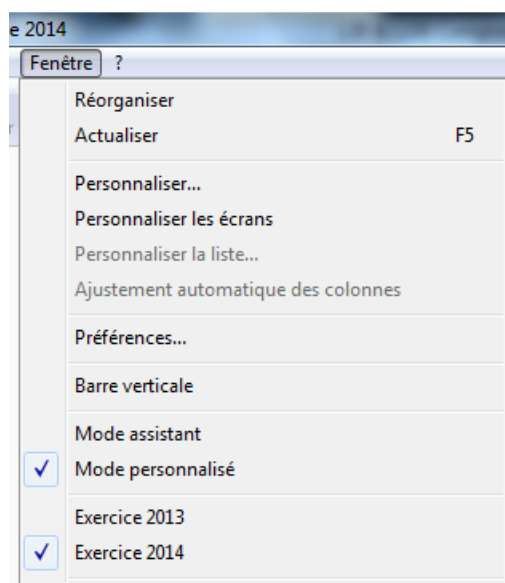 e 2014
Fenêtre ?
Réorganiser
Actualiser F5
Personnaliser...
Personnaliser les écrans
Personnaliser la liste...
Ajustement automatique des colonnes
Préférences...
Barre verticale
Mode assistant
Mode personnalisé
Exercice 2013
Exercice 2014